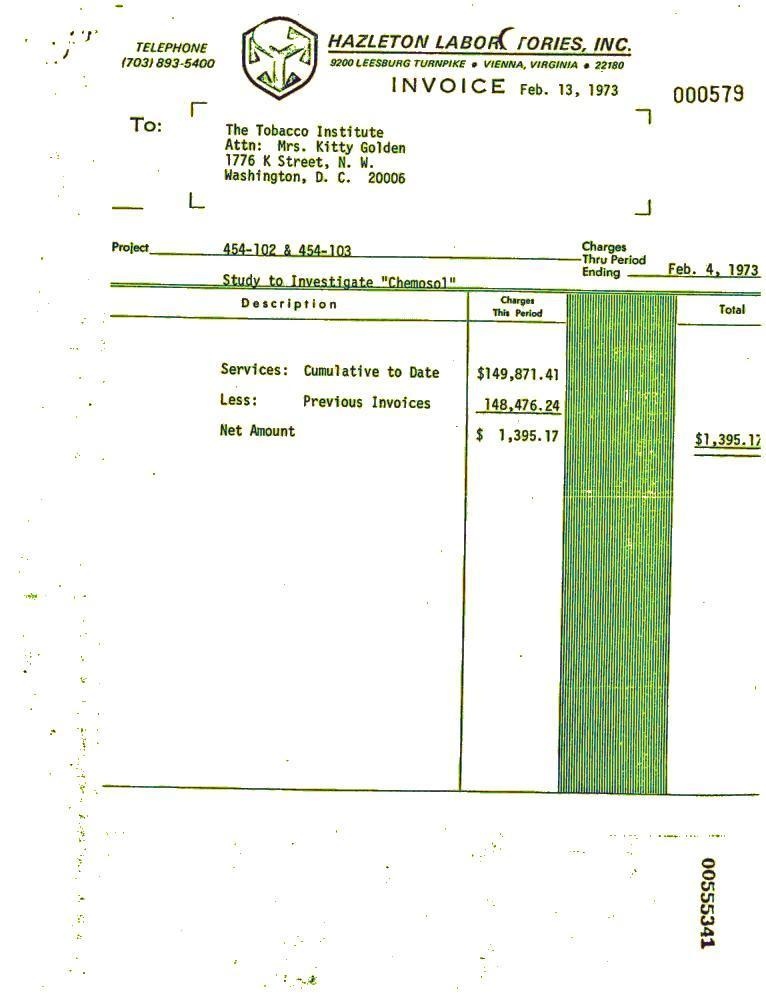 TELEPHONE
(703) 893-5400
HAZLETON LABOR TORIES, INC.
9200 LEESBURG TURNPIKE • VIENNA, VIRGINIA • 22180
INVOICE Feb. 13, 1973
000579
To:
The Tobacco Institute
Attn: Mrs. Kitty Golden
1776 K Street, N. W.
Washington, D. C. 20006
Project 454-102 & 454-103
Charges
Thru Period
Ending Feb. 4, 1973
Study to Investigate "Chemosol"
Description
Charges
This Period
Total
Services: Cumulative to Date $149,871.41
Less: Previous Invoices 148,476.24
Net Amount $ 1,395.17 $1,395.17
00555341